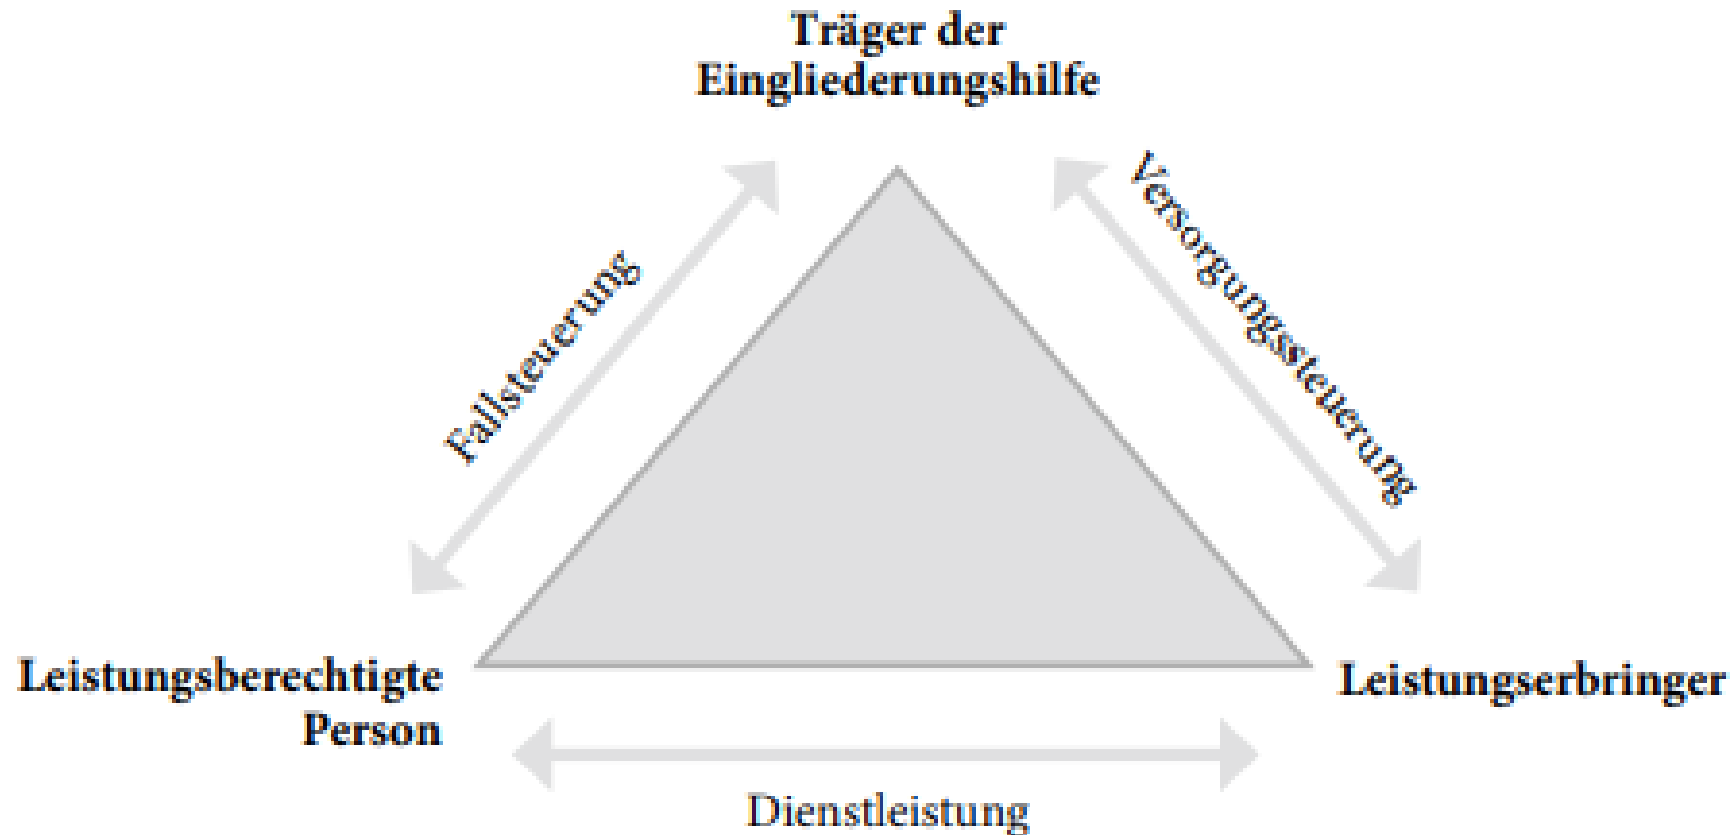 Träger der
Eingliederungshilfe
Fallsteuerung
Versorgungssteuerung
Leistungsberechtigte
Person
Leistungserbringer
Dienstleistung